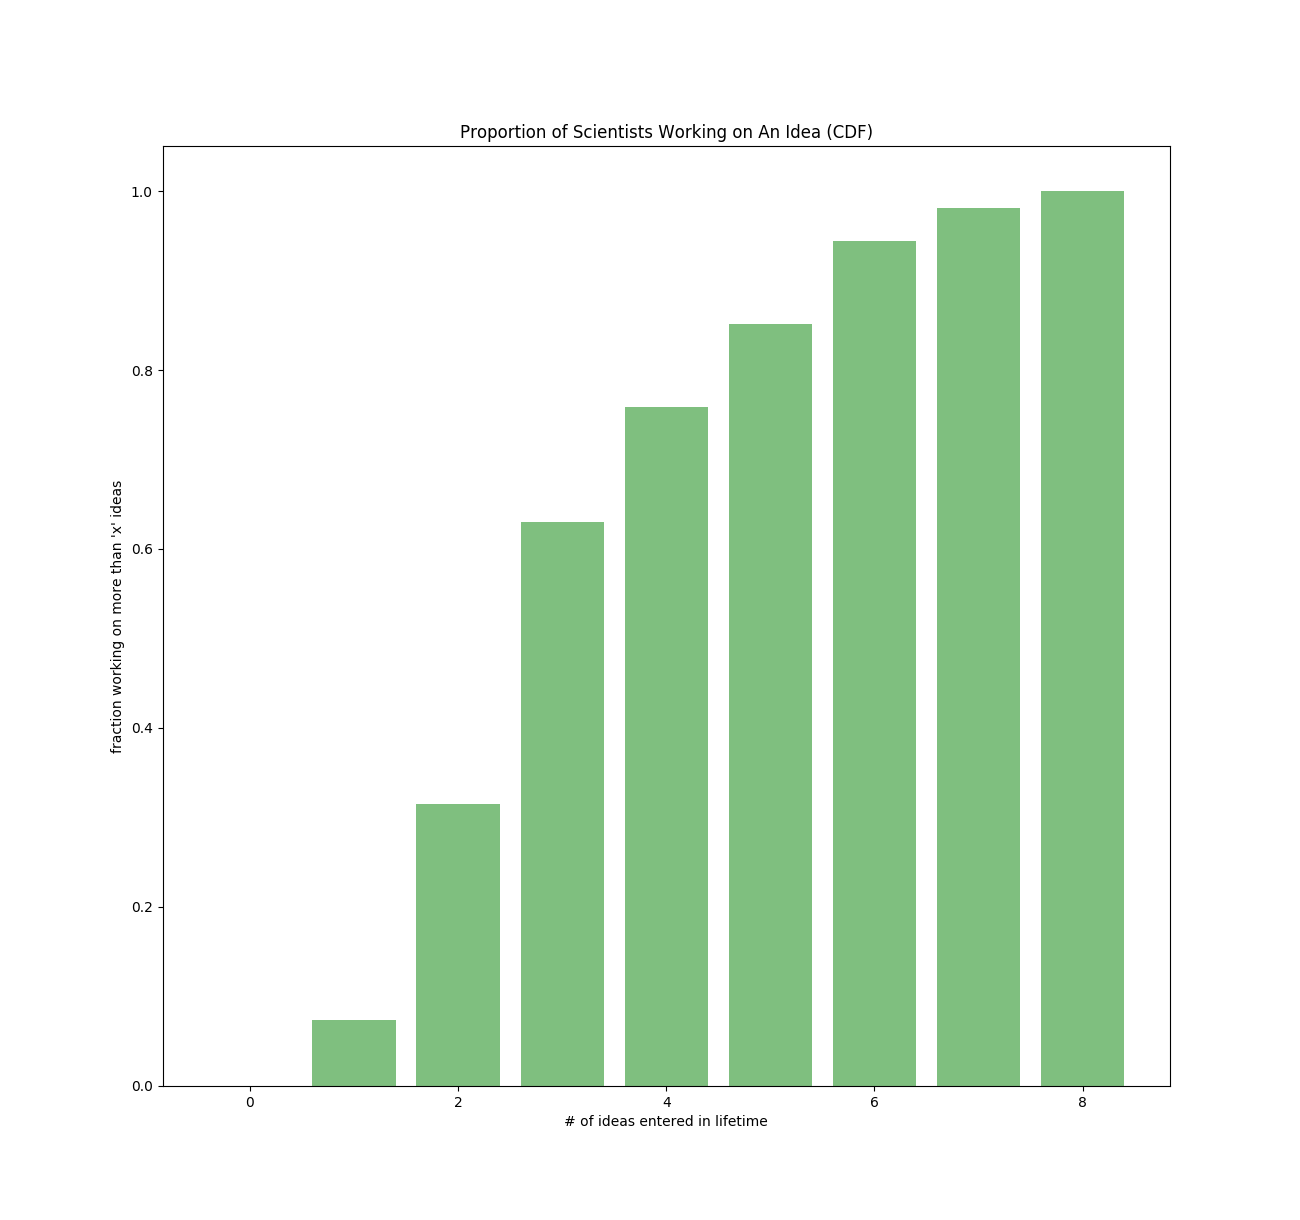 Proportion of Scientists Working on An Idea (CDF)
1.0
0.8
0.6
0.4
0.2
0.0
fraction working on more than 'x' ideas
0 2 4 6 8
# of ideas entered in lifetime